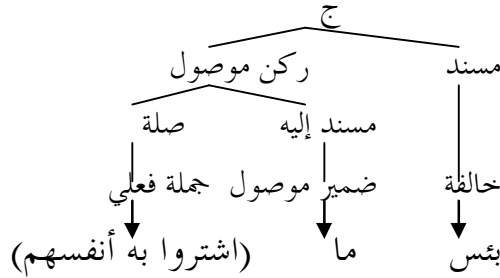 ج
مسند ركن موصول
مسند إليه صلة
خالفة ضمير موصول جملة فعلي
بئس ما (اشتروا به أنفسهم)